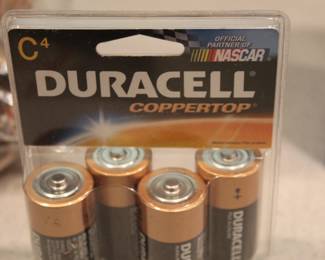 C4
OFFICIAL
PARTNER OF
NASCAR
DURACELL
COPPERTOP
DURACELL
+